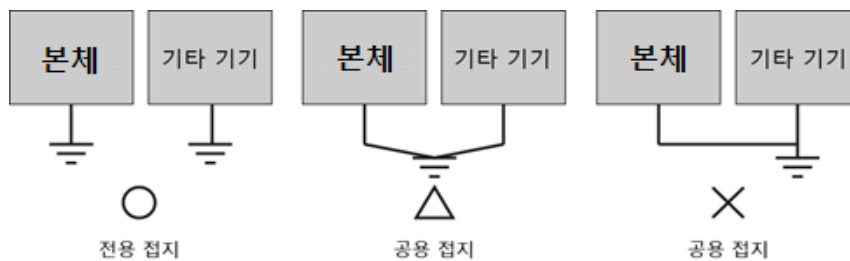 본체
기타 기기
본체
기타 기기
본체
기타 기기
전용 접지
공용 접지
공용 접지